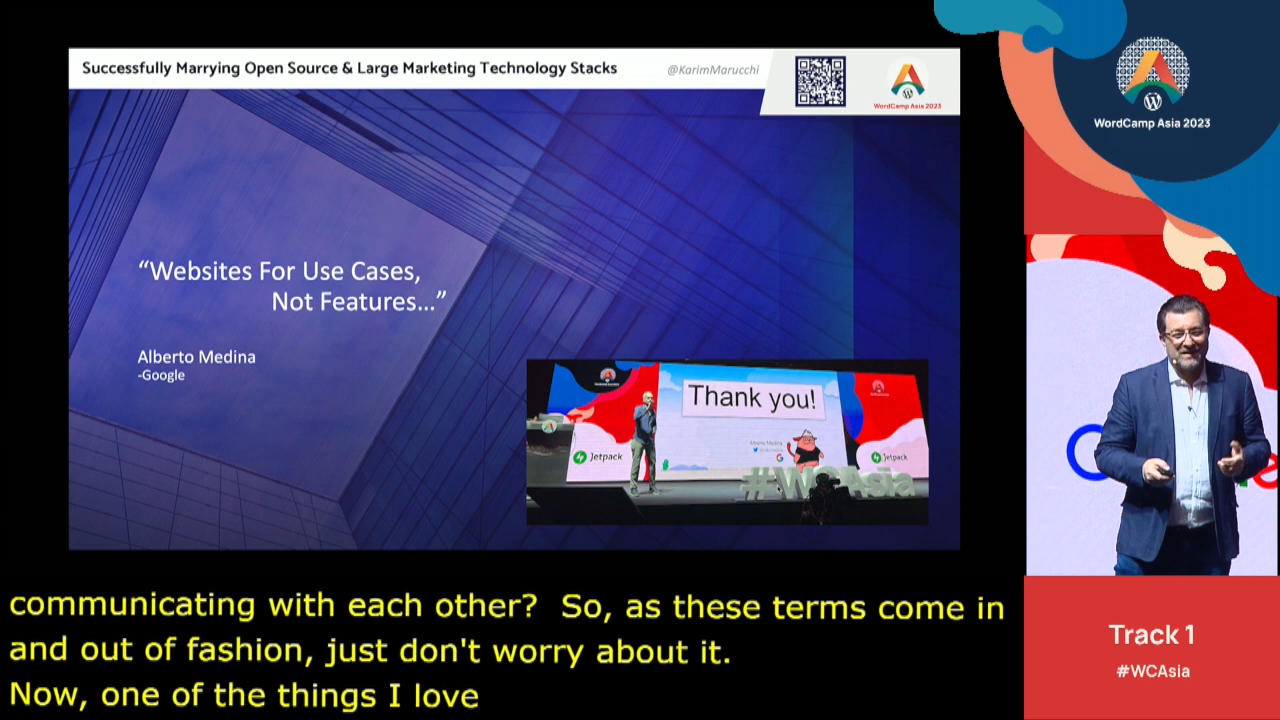 Successfully Marrying Open Source & Large Marketing Technology Stacks
@KarimMarucchi
WordCamp Asia 2023
WordCamp Asia 2023
“Websites For Use Cases,
Not Features...”
Alberto Medina
-Google
Thank you!
Alberto Medina
Jetpack
Jetpack
#WCAsia
communicating with each other?  So, as these terms come in
and out of fashion, just don't worry about it.
Now, one of the things I love
Track 1
#WCAsia